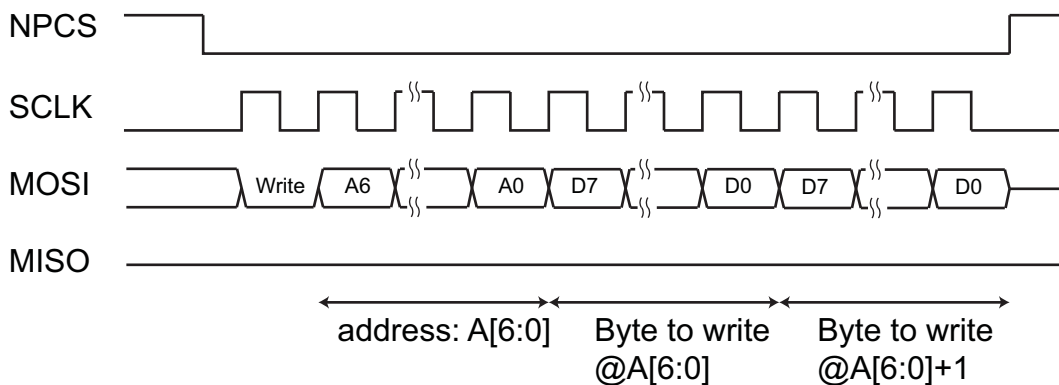 NPCS
SCLK
MOSI Write A6 A0 D7 D0 D7 D0
MISO
address: A[6:0] Byte to write Byte to write
@A[6:0] @A[6:0]+1